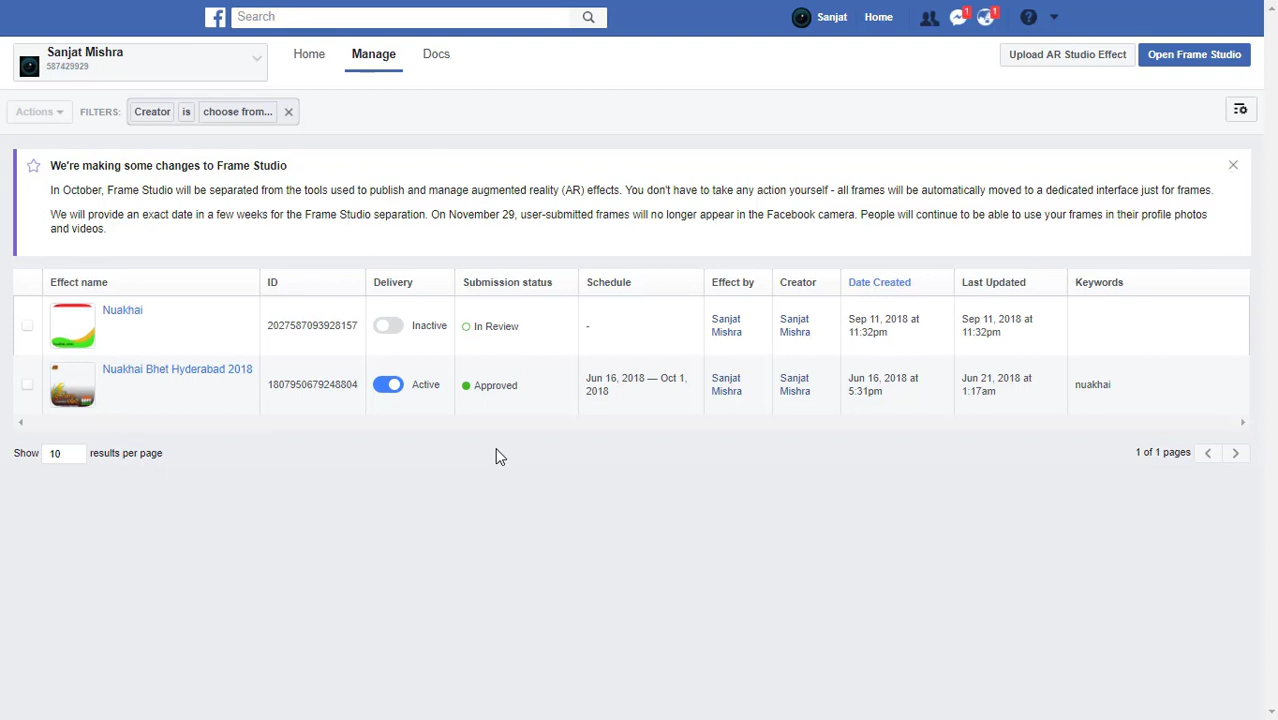 Search
Sanjat Home 1 1
Sanjat Mishra
587429929
Home Manage Docs
Upload AR Studio Effect Open Frame Studio
Actions FILTERS: Creator is choose from...
We're making some changes to Frame Studio
In October, Frame Studio will be separated from the tools used to publish and manage augmented reality (AR) effects. You don't have to take any action yourself - all frames will be automatically moved to a dedicated interface just for frames.
We will provide an exact date in a few weeks for the Frame Studio separation. On November 29, user-submitted frames will no longer appear in the Facebook camera. People will continue to be able to use your frames in their profile photos
and videos.
Effect name ID Delivery Submission status Schedule Effect by Creator Date Created Last Updated Keywords
Nuakhai 2027587093928157 Inactive In Review - Sanjat Mishra Sanjat Mishra Sep 11, 2018 at 11:32pm Sep 11, 2018 at 11:32pm
Nuakhai Bhet Hyderabad 2018 1807950679248804 Active Approved Jun 16, 2018 — Oct 1, 2018 Sanjat Mishra Sanjat Mishra Jun 16, 2018 at 5:31pm Jun 21, 2018 at 1:17am nuakhai
Show 10 results per page 1 of 1 pages